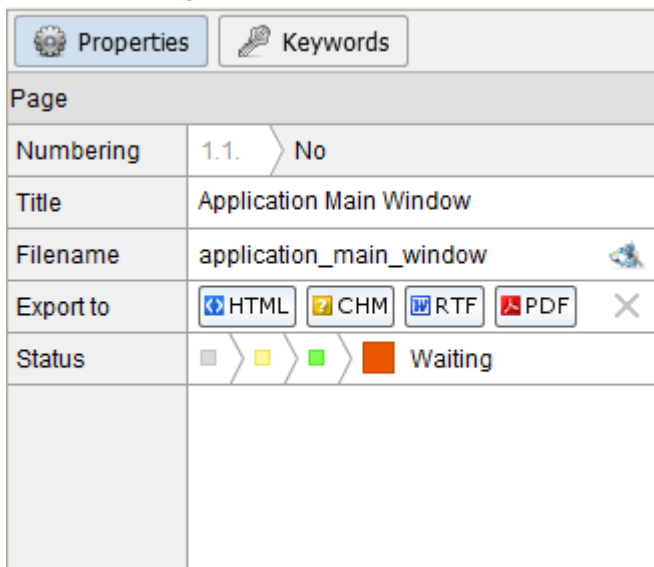 Properties Keywords
Page
Numbering 1.1. No
Title Application Main Window
Filename application_main_window
Export to HTML CHM RTF PDF
Status Waiting